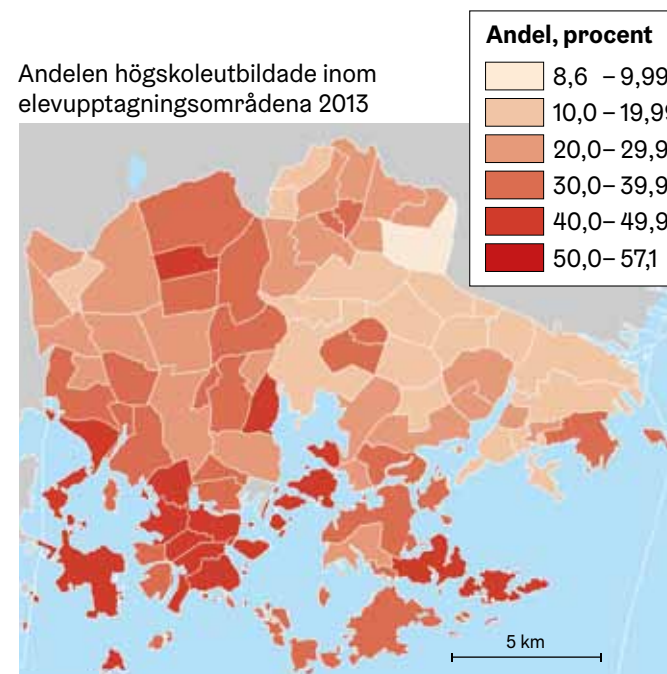 Andelen högskoleutbildade inom
elevupptagningsområdena 2013
Andel, procent
8,6 – 9,99
10,0 – 19,99
20,0 – 29,9
30,0 – 39,9
40,0 – 49,9
50,0 – 57,1
5 km